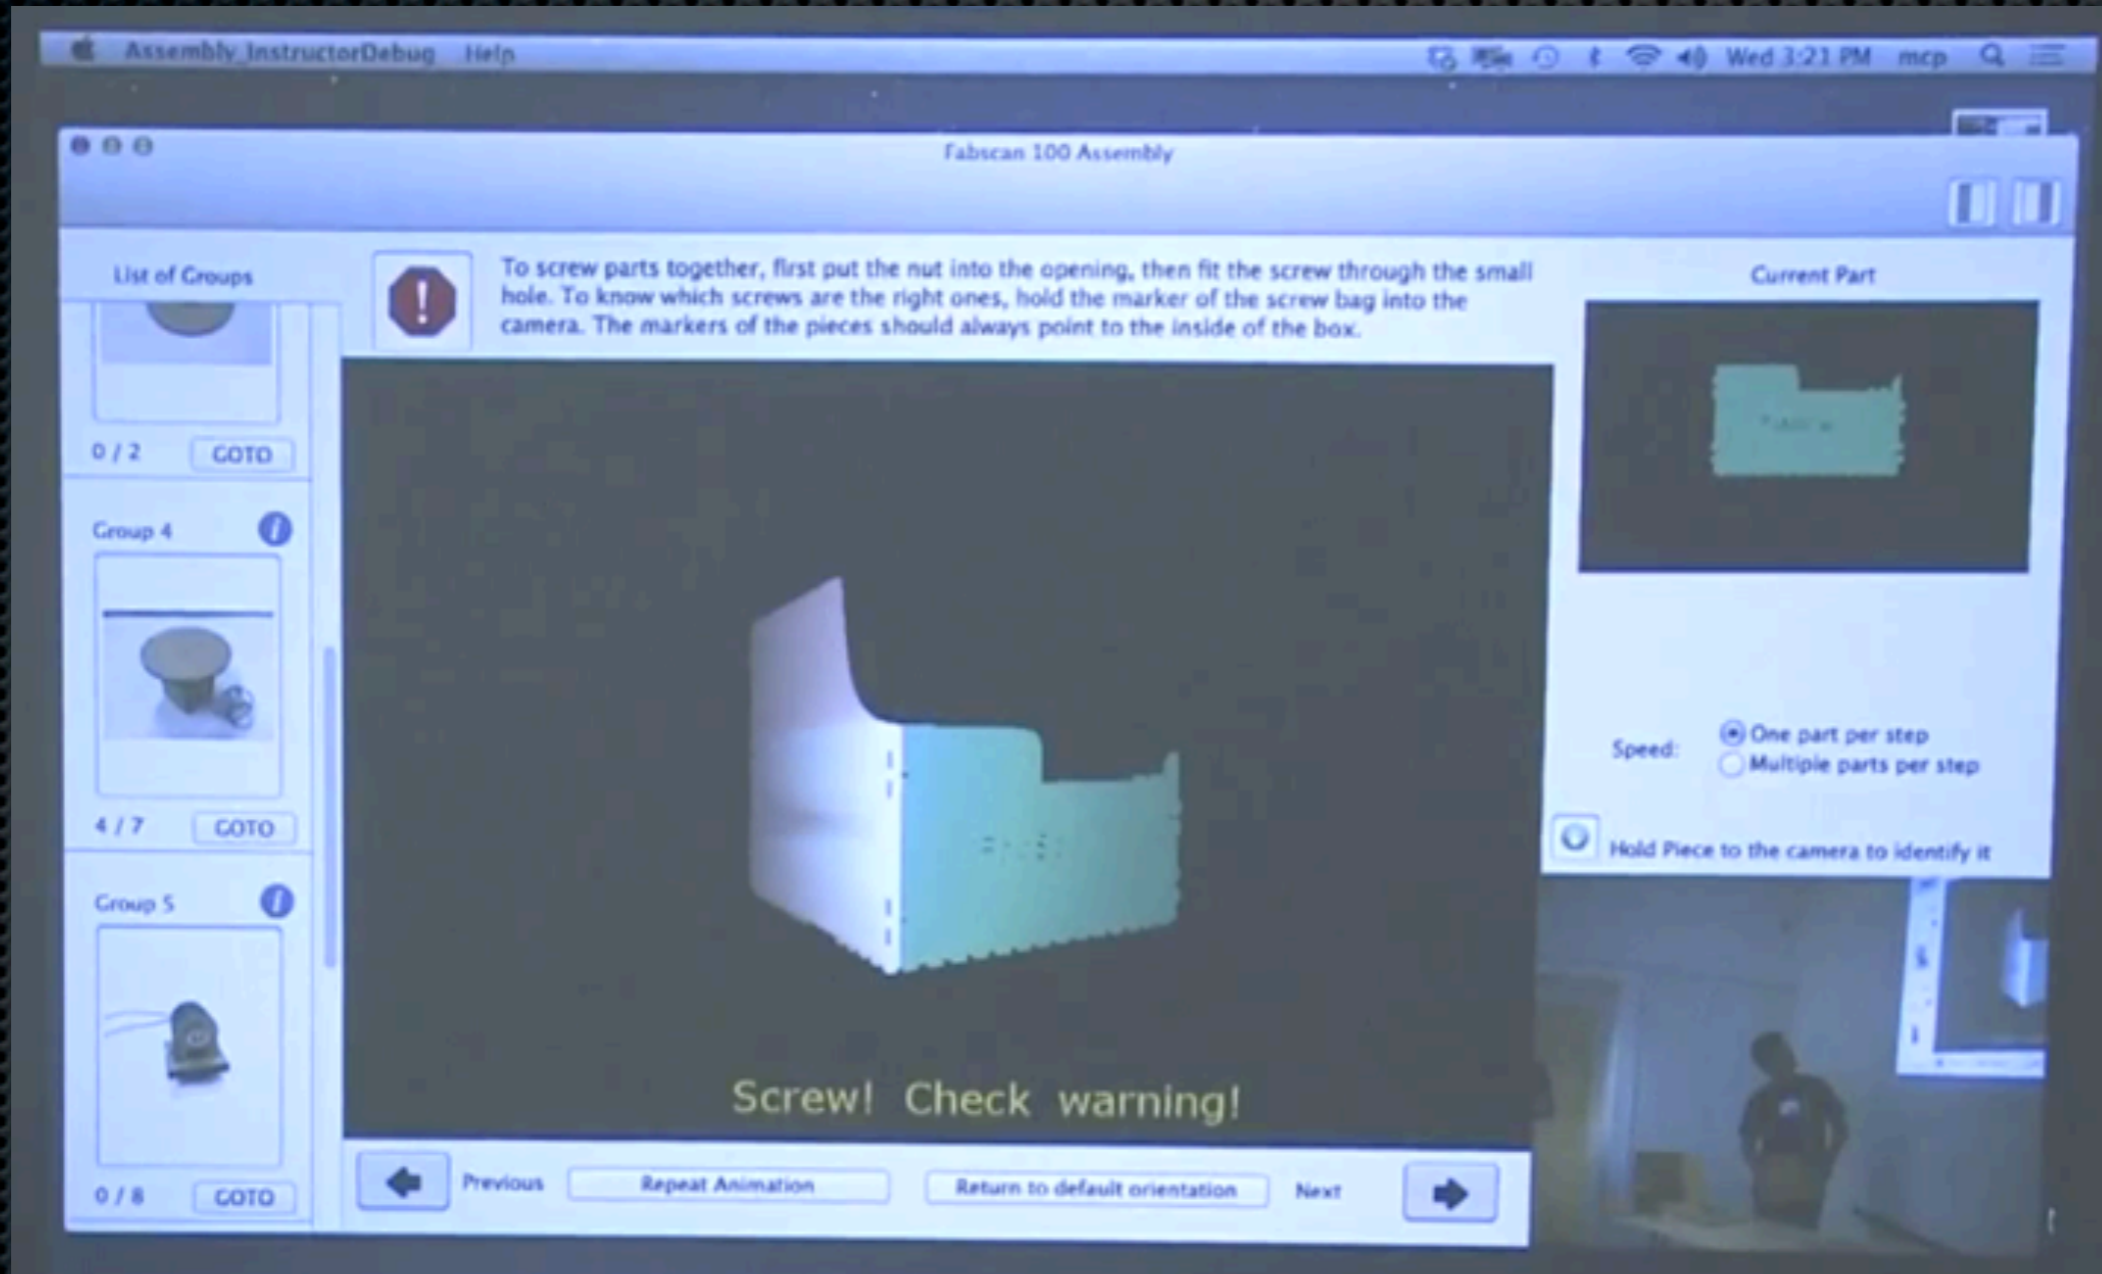 Assembly_InstructorDebug Help
Wed 3:21 PM mcp
Fabscan 100 Assembly
List of Groups
0 / 2 GOTO
Group 4
4 / 7 GOTO
Group 5
0 / 8 GOTO
To screw parts together, first put the nut into the opening, then fit the screw through the small
hole. To know which screws are the right ones, hold the marker of the screw bag into the
camera. The markers of the pieces should always point to the inside of the box.
Screw! Check warning!
Previous Repeat Animation Return to default orientation Next
Current Part
Speed: One part per step
Multiple parts per step
Hold Piece to the camera to identify it